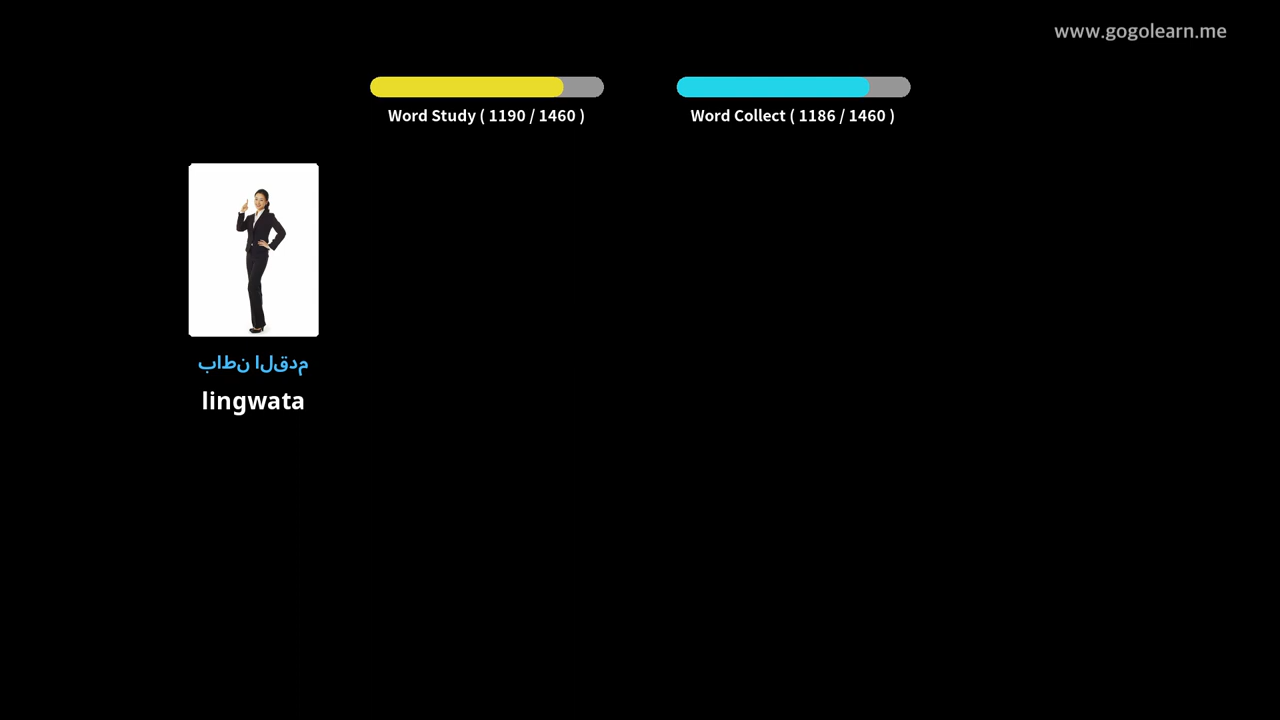 www.gogolearn.me
Word Study ( 1190 / 1460 )
Word Collect ( 1186 / 1460 )
باطن القدم
lingwata